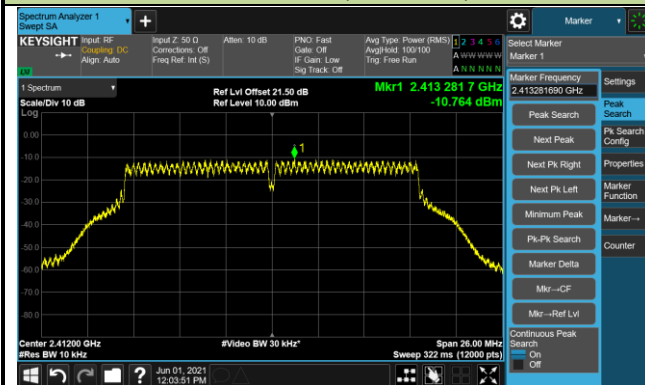 Spectrum Analyzer 1
Swept SA
Marker
KEYSIGHT
Input: RF
Coupling: DC
Align: Auto
Input Z: 50 Ω
Corrections: Off
Freq Ref: Int (S)
Atten: 10 dB
PNO: Fast
Gate: Off
IF Gain: Low
Sig Track: Off
Avg Type: Power (RMS)
Avg|Hold: 100/100
Trig: Free Run
1 2 3 4 5 6
A W W W W W
A N N N N N
LW
1 Spectrum
Scale/Div 10 dB
Log
Ref Lvl Offset 21.50 dB
Ref Level 10.00 dBm
Mkr1 2.413 281 7 GHz
-10.764 dBm
1
0.00
-10.0
-20.0
-30.0
-40.0
-50.0
-60.0
-70.0
-80.0
Center 2.41200 GHz
#Res BW 10 kHz
#Video BW 30 kHz*
Span 26.00 MHz
Sweep 322 ms (12000 pts)
Jun 01, 2021
12:03:51 PM
Select Marker
Marker 1
Marker Frequency
2.413281690 GHz
Peak Search
Next Peak
Next Pk Right
Next Pk Left
Minimum Peak
Pk-Pk Search
Marker Delta
Mkr→CF
Mkr→Ref Lvl
Continuous Peak
Search
On
Off
Settings
Peak
Search
Pk Search
Config
Properties
Marker
Function
Marker→
Counter